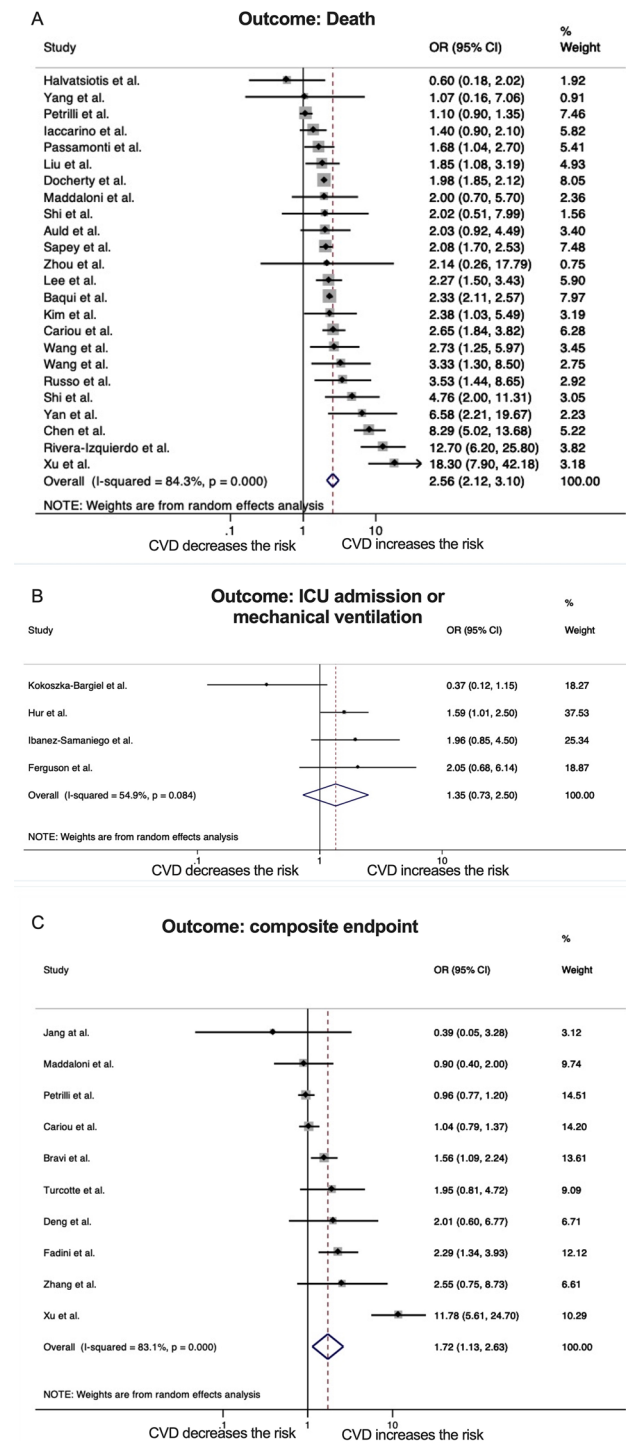 A
Outcome: Death
%
Study OR (95% CI) Weight
Halvatsiotis et al. 0.60 (0.18, 2.02) 1.92
Yang et al. 1.07 (0.16, 7.06) 0.91
Petrilli et al. 1.10 (0.90, 1.35) 7.46
Iaccarino et al. 1.40 (0.90, 2.10) 5.82
Passamonti et al. 1.68 (1.04, 2.70) 5.41
Liu et al. 1.85 (1.08, 3.19) 4.93
Docherty et al. 1.98 (1.85, 2.12) 8.05
Maddaloni et al. 2.00 (0.70, 5.70) 2.36
Shi et al. 2.02 (0.51, 7.99) 1.56
Auld et al. 2.03 (0.92, 4.49) 3.40
Sapey et al. 2.08 (1.70, 2.53) 7.48
Zhou et al. 2.14 (0.26, 17.79) 0.75
Lee et al. 2.27 (1.50, 3.43) 5.90
Baqui et al. 2.33 (2.11, 2.57) 7.97
Kim et al. 2.38 (1.03, 5.49) 3.19
Cariou et al. 2.65 (1.84, 3.82) 6.28
Wang et al. 2.73 (1.25, 5.97) 3.45
Wang et al. 3.33 (1.30, 8.50) 2.75
Russo et al. 3.53 (1.44, 8.65) 2.92
Shi et al. 4.76 (2.00, 11.31) 3.05
Yan et al. 6.58 (2.21, 19.67) 2.23
Chen et al. 8.29 (5.02, 13.68) 5.22
Rivera-Izquierdo et al. 12.70 (6.20, 25.80) 3.82
Xu et al. 18.30 (7.90, 42.18) 3.18
Overall (I-squared = 84.3%, p = 0.000) 2.56 (2.12, 3.10) 100.00
NOTE: Weights are from random effects analysis
.1 1 10
CVD decreases the risk CVD increases the risk
B
Outcome: ICU admission or
mechanical ventilation
%
Study OR (95% CI) Weight
Kokoszka-Bargiel et al. 0.37 (0.12, 1.15) 18.27
Hur et al. 1.59 (1.01, 2.50) 37.53
Ibanez-Samaniego et al. 1.96 (0.85, 4.50) 25.34
Ferguson et al. 2.05 (0.68, 6.14) 18.87
Overall (I-squared = 54.9%, p = 0.084) 1.35 (0.73, 2.50) 100.00
NOTE: Weights are from random effects analysis
.1 1 10
CVD decreases the risk CVD increases the risk
C
Outcome: composite endpoint
%
Study OR (95% CI) Weight
Jang at al. 0.39 (0.05, 3.28) 3.12
Maddaloni et al. 0.90 (0.40, 2.00) 9.74
Petrilli et al. 0.96 (0.77, 1.20) 14.51
Cariou et al. 1.04 (0.79, 1.37) 14.20
Bravi et al. 1.56 (1.09, 2.24) 13.61
Turcotte et al. 1.95 (0.81, 4.72) 9.09
Deng et al. 2.01 (0.60, 6.77) 6.71
Fadini et al. 2.29 (1.34, 3.93) 12.12
Zhang et al. 2.55 (0.75, 8.73) 6.61
Xu et al. 11.78 (5.61, 24.70) 10.29
Overall (I-squared = 83.1%, p = 0.000) 1.72 (1.13, 2.63) 100.00
NOTE: Weights are from random effects analysis
.1 1 10
CVD decreases the risk CVD increases the risk